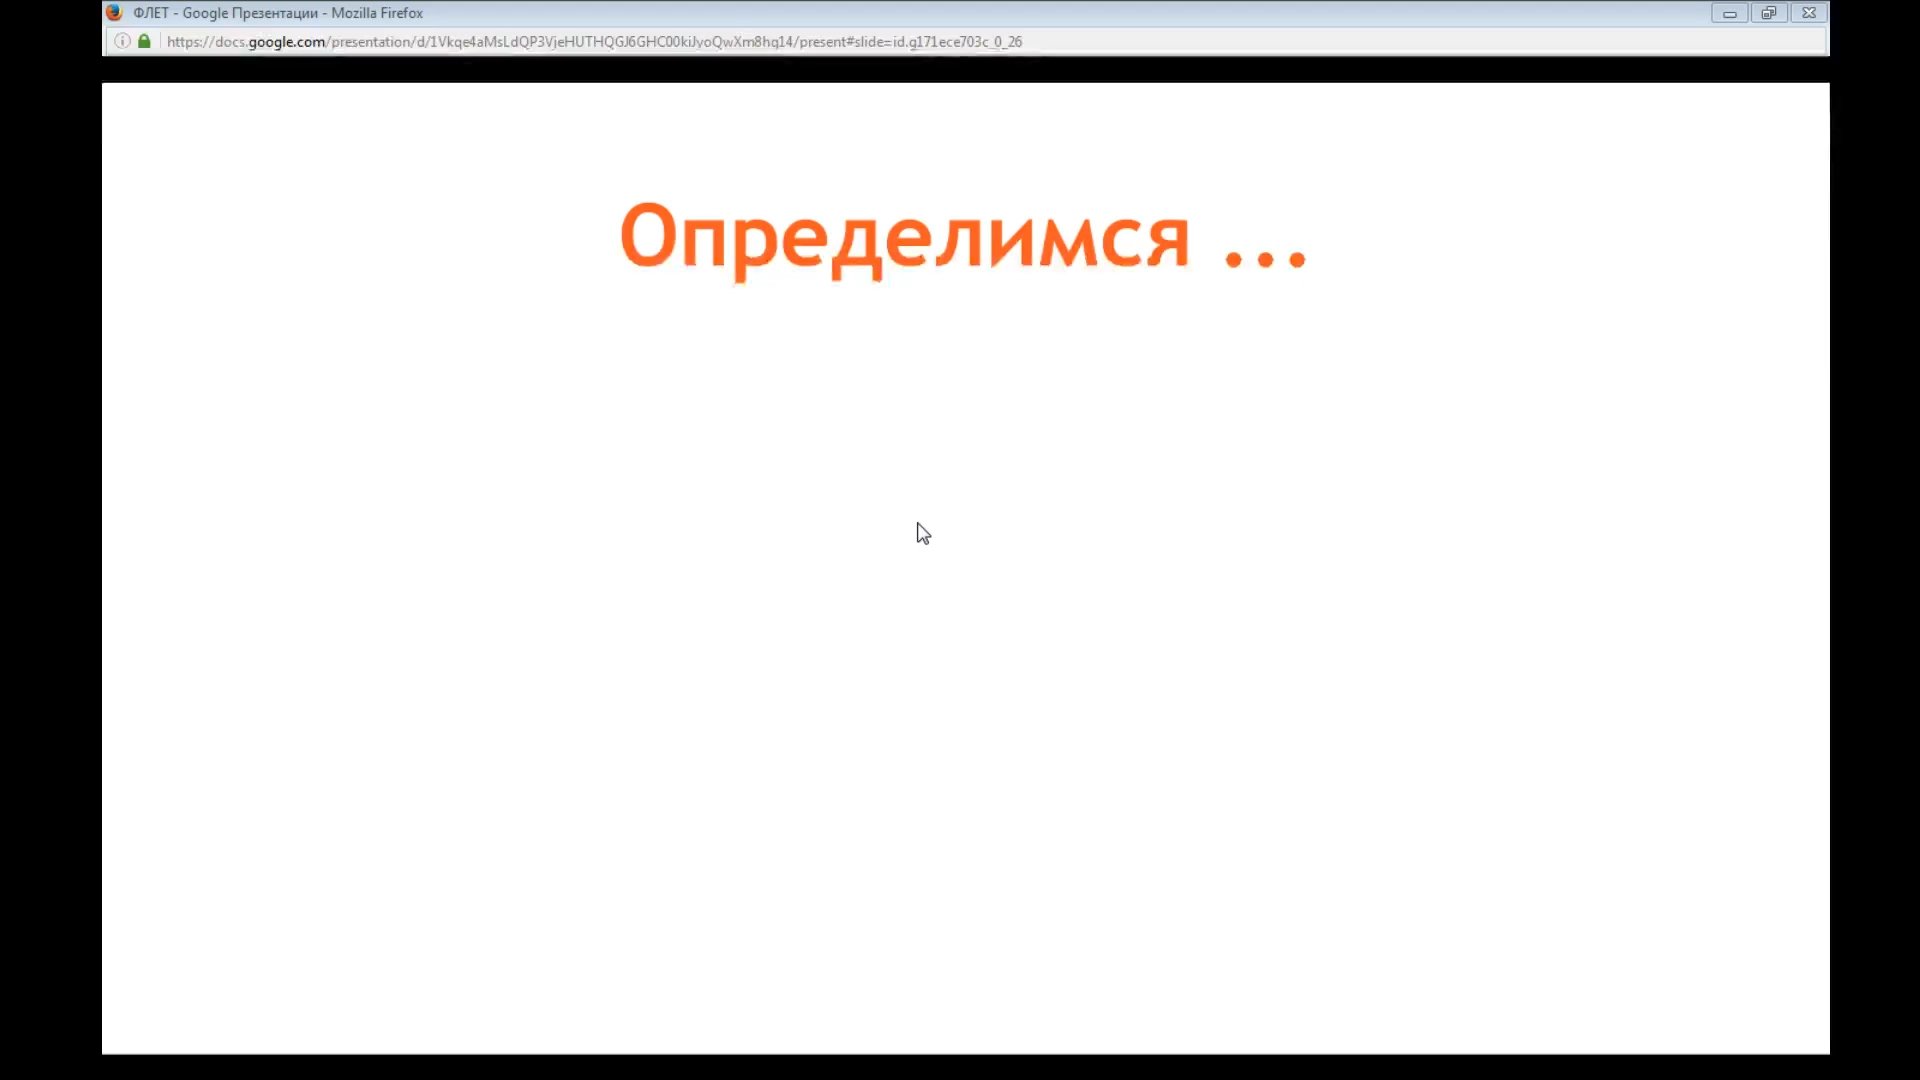 ФЛЕТ - Google Презентации - Mozilla Firefox
https://docs.google.com/presentation/d/1Vkqe4aMsLdQP3VjeHUTHQGJ6GHC00kiJyoQwXm8hq14/present#slide=id.g171ece703c_0_26
Определимся ...